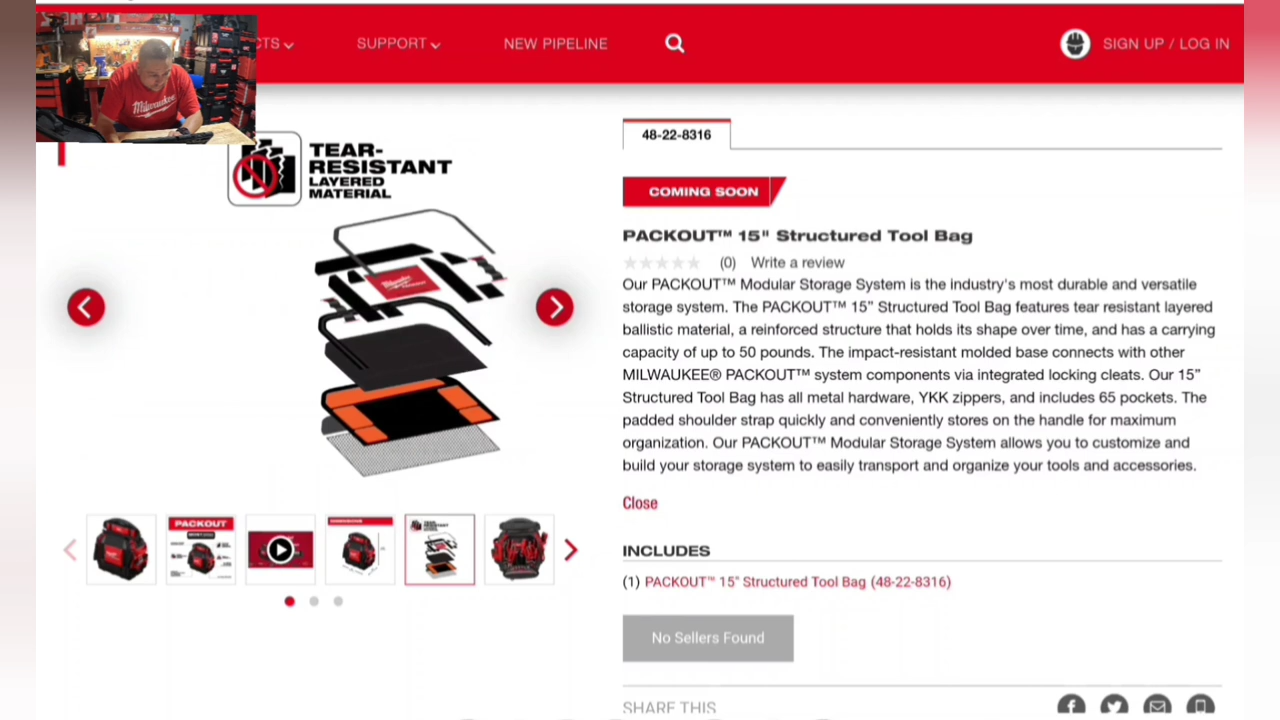 SUPPORT
NEW PIPELINE
SIGN UP / LOG IN
Milwaukee
TEAR-
RESISTANT
LAYERED
MATERIAL
48-22-8316
COMING SOON
PACKOUT™ 15" Structured Tool Bag
(0) Write a review
Our PACKOUT™ Modular Storage System is the industry's most durable and versatile
storage system. The PACKOUT™ 15” Structured Tool Bag features tear resistant layered
ballistic material, a reinforced structure that holds its shape over time, and has a carrying
capacity of up to 50 pounds. The impact-resistant molded base connects with other
MILWAUKEE® PACKOUT™ system components via integrated locking cleats. Our 15”
Structured Tool Bag has all metal hardware, YKK zippers, and includes 65 pockets. The
padded shoulder strap quickly and conveniently stores on the handle for maximum
organization. Our PACKOUT™ Modular Storage System allows you to customize and
build your storage system to easily transport and organize your tools and accessories.
Close
PACKOUT
INCLUDES
(1) PACKOUT™ 15" Structured Tool Bag (48-22-8316)
No Sellers Found
SHARE THIS